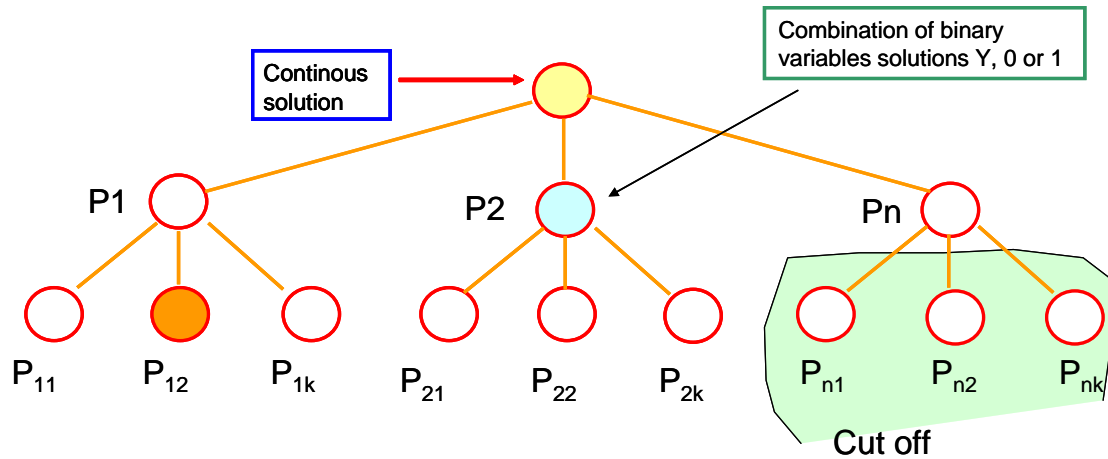 Combination of binary
variables solutions Y, 0 or 1
Continous
solution
P1
P2
Pn
P11
P12
P1k
P21
P22
P2k
Pn1
Pn2
Pnk
Cut off